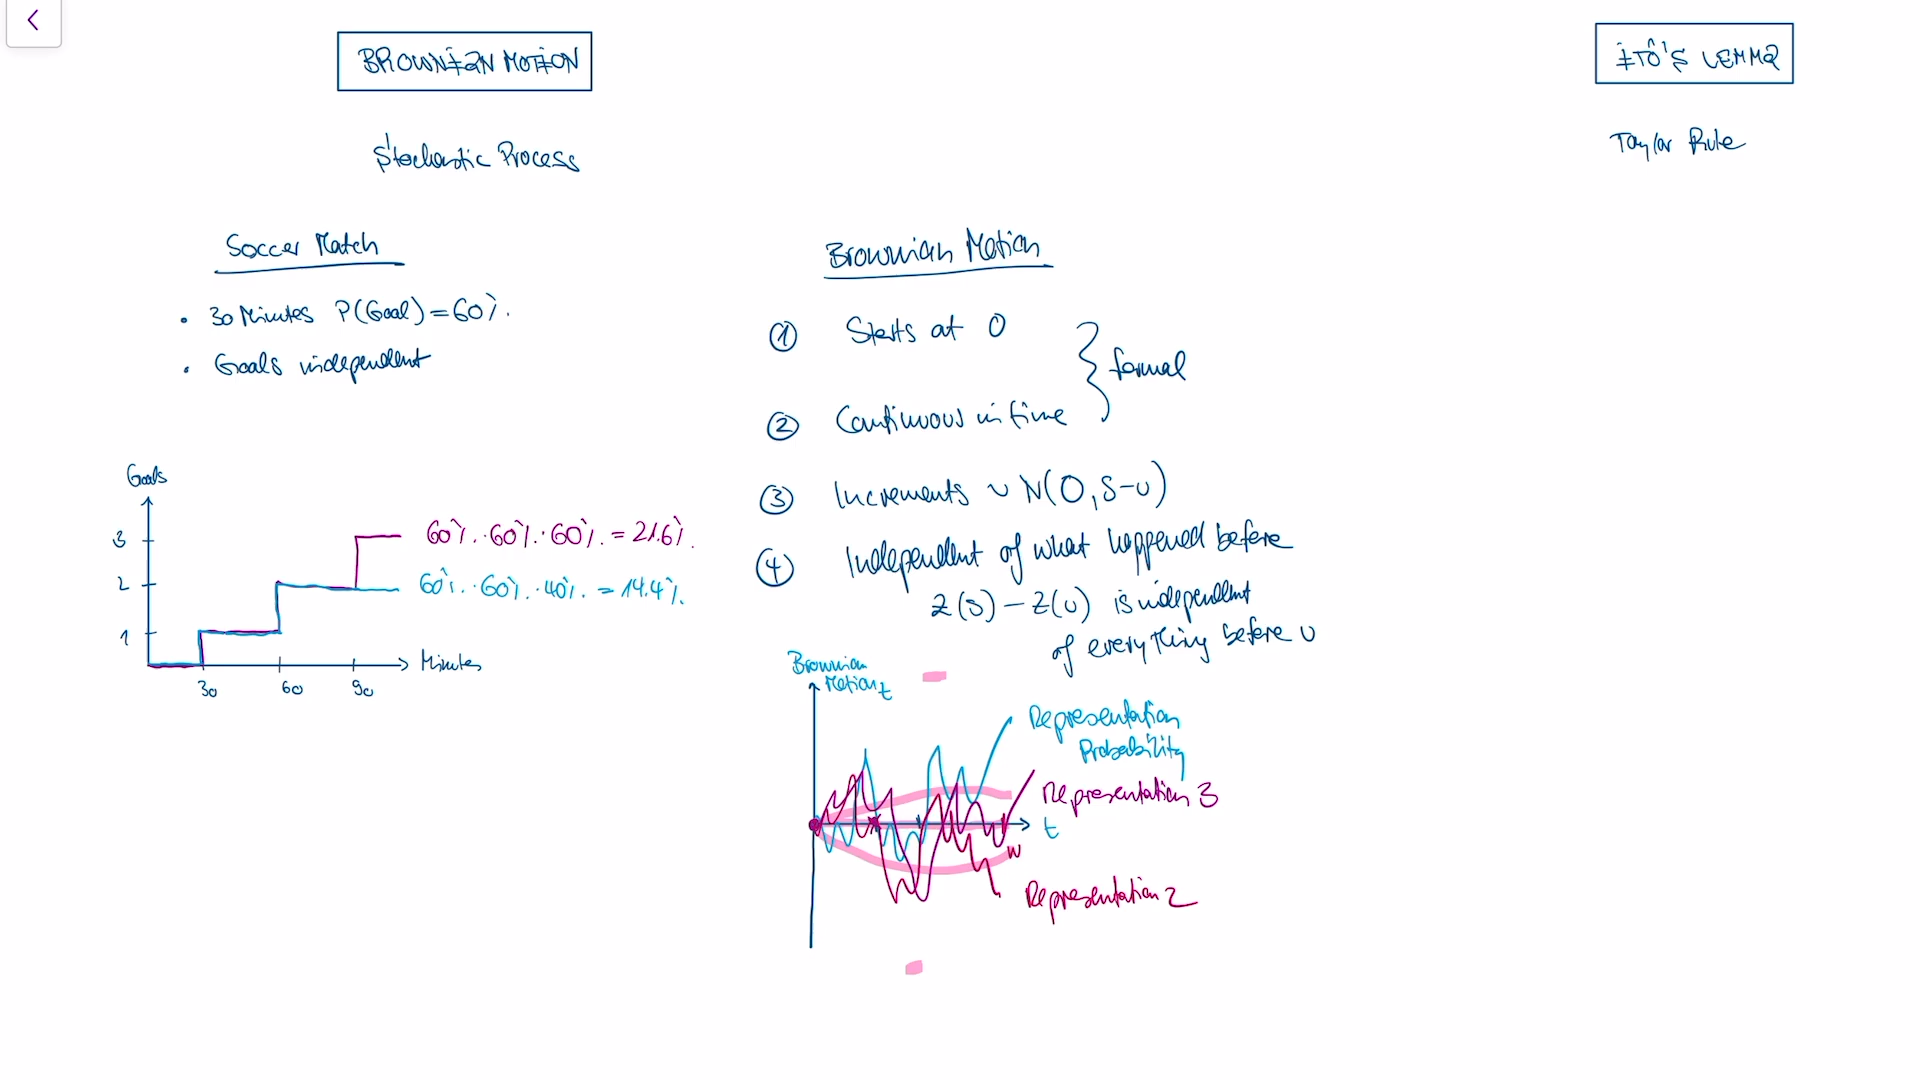 BROWNIAN MOTION
Stochastic Process
Soccer Match
• 30 Minutes P(Goal) = 60%.
• Goals independent
Goals
3
2
1
30
60
90
Minutes
60%. · 60%. · 60%. = 21.6%.
60%. · 60%. · 40%. = 14.4%.
Brownian Motion
① Starts at 0
② Continuous in time
} formal
③ Increments ~ N(0, s-u)
④ Independent of what happened before
Z(s) - Z(u) is independent
of everything before u
Brownian
Motion t
Representation
Probability
Representation 3
t
w
Representation 2
ITÔ'S LEMMA
Taylor Rule